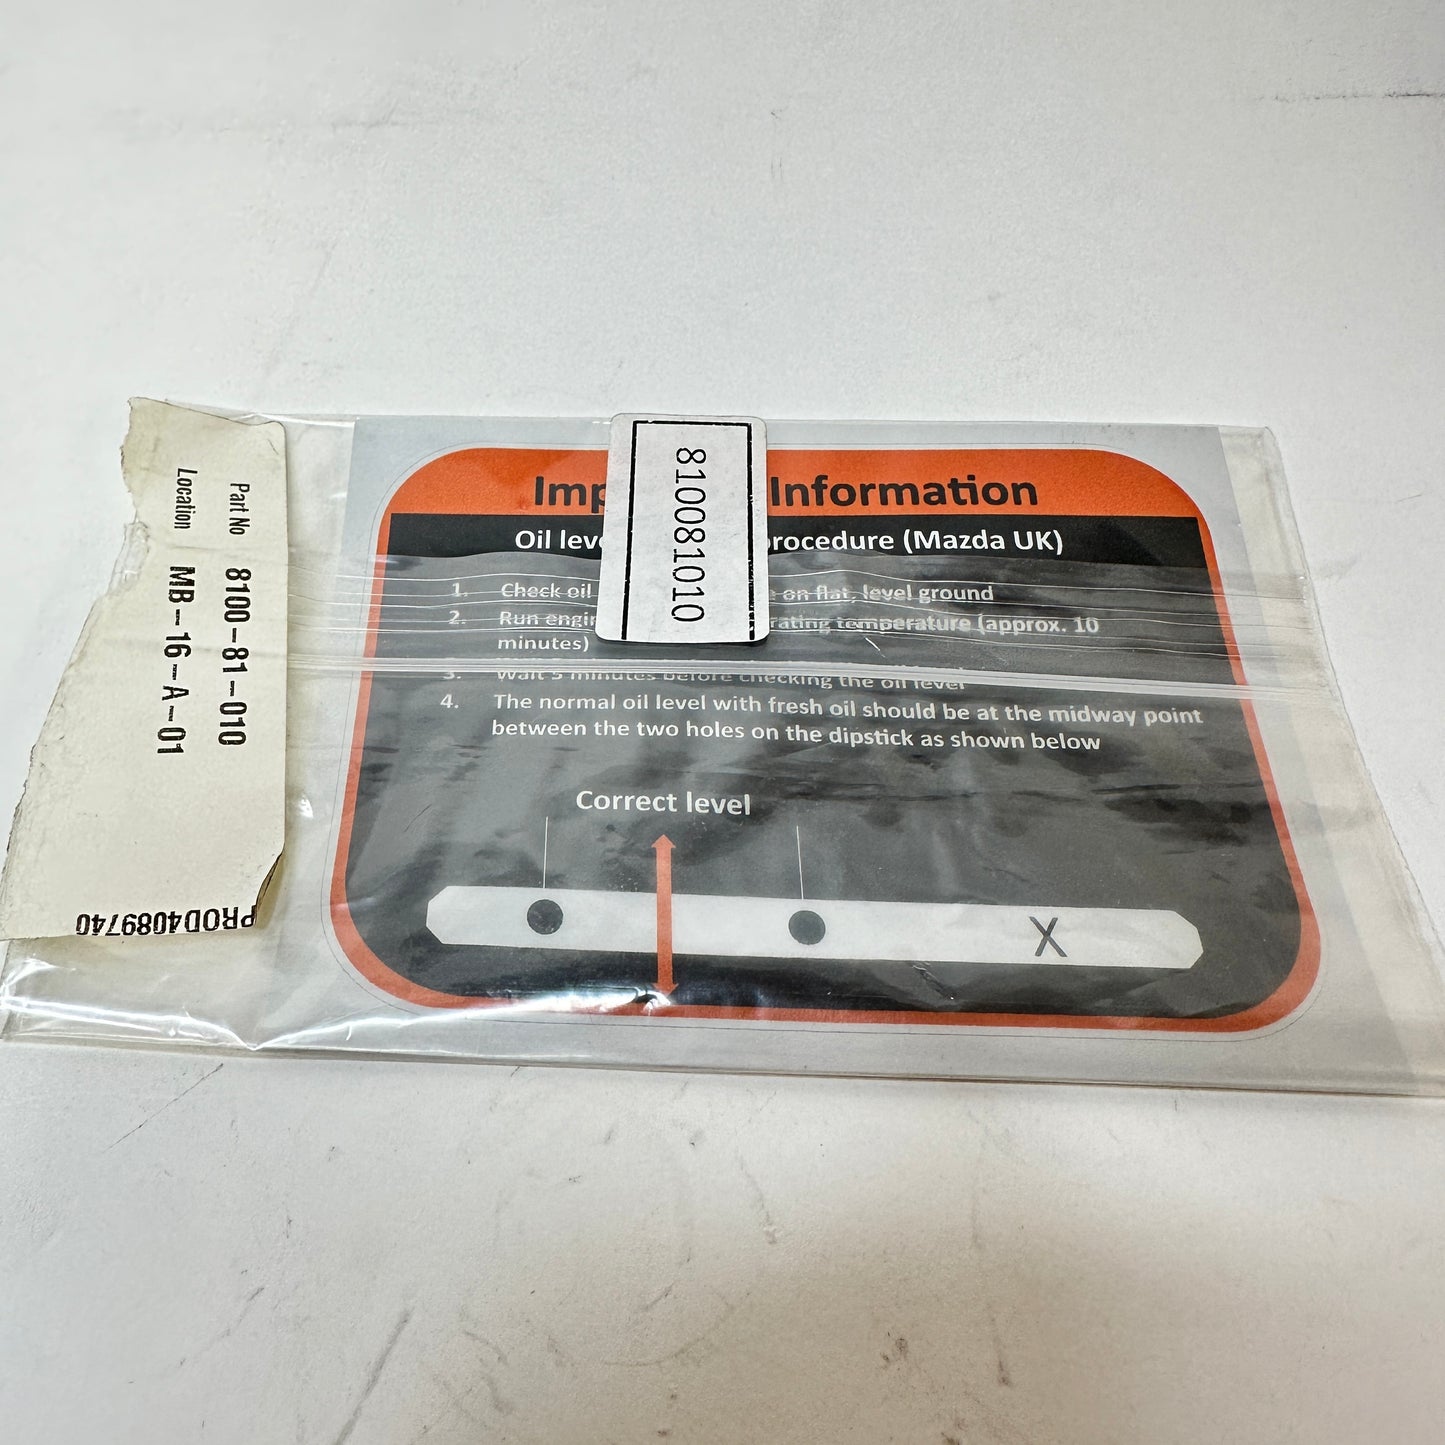 Part No 8100-81-010
Location MB-16-A-01
PROD4089740
8100081010
Imp Information
Oil leve procedure (Mazda UK)
1. Check oil e on flat, level ground
2. Run engin rating temperature (approx. 10
minutes)
3. Wait 5 minutes before checking the oil level
4. The normal oil level with fresh oil should be at the midway point
between the two holes on the dipstick as shown below
Correct level
X